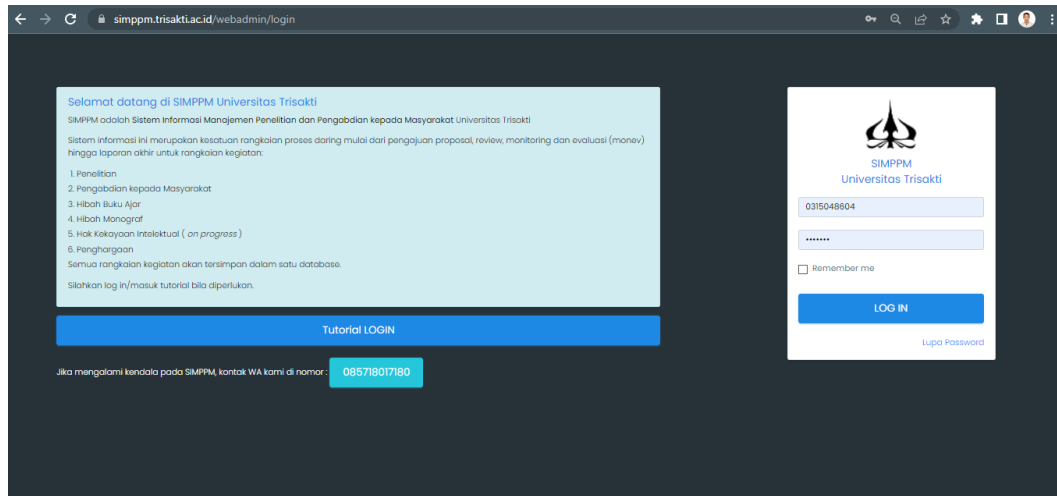 simppm.trisakti.ac.id/webadmin/login
Selamat datang di SIMPPM Universitas Trisakti
SIMPPM adalah Sistem Informasi Manajemen Penelitian dan Pengabdian kepada Masyarakat Universitas Trisakti
Sistem informasi ini merupakan kesatuan rangkaian proses daring mulai dari pengajuan proposal, review, monitoring dan evaluasi (monev)
hingga laporan akhir untuk rangkaian kegiatan:
1. Penelitian
2. Pengabdian kepada Masyarakat
3. Hibah Buku Ajar
4. Hibah Monograf
5. Hak Kekayaan Intelektual ( on progress )
6. Penghargaan
Semua rangkaian kegiatan akan tersimpan dalam satu database.
Silahkan log in/masuk tutorial bila diperlukan.
Tutorial LOGIN
Jika mengalami kendala pada SIMPPM, kontak WA kami di nomor : 085718017180
SIMPPM
Universitas Trisakti
0315048604
•••••••
Remember me
LOG IN
Lupa Password